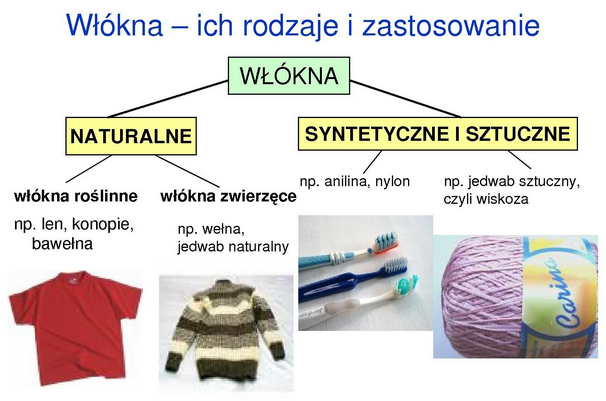 Włókna – ich rodzaje i zastosowanie
WŁÓKNA
NATURALNE
SYNTETYCZNE I SZTUCZNE
włókna roślinne
np. len, konopie,
bawełna
włókna zwierzęce
np. wełna,
jedwab naturalny
np. anilina, nylon
np. jedwab sztuczny,
czyli wiskoza
Carina